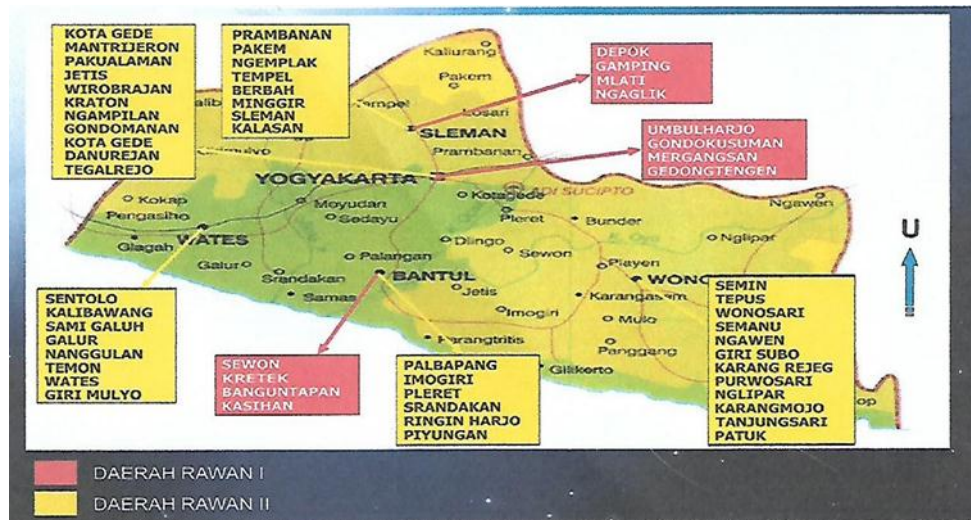 KOTA GEDE
MANTRIJERON
PAKUALAMAN
JETIS
WIROBRAJAN
KRATON
NGAMPILAN
GONDOMANAN
KOTA GEDE
DANUREJAN
TEGALREJO
PRAMBANAN
PAKEM
NGEMPLAK
TEMPEL
BERBAH
MINGGIR
SLEMAN
KALASAN
DEPOK
GAMPING
MLATI
NGAGLIK
UMBULHARJO
GONDOKUSUMAN
MERGANGSAN
GEDONGTENGEN
Kaliurang
Pakem
Losari
SLEMAN
Prambanan
YOGYAKARTA
ADI SUCIPTO
Kotagede
Ngawen
Kokap
Moyudan
Pengasiho
Sedayu
Pleret
Bunder
WATES
Glagah
Dlingo
Nglipar
Sewon
Galur
Palangan
Playen
Srandakan
BANTUL
WONO
Samas
Jetis
Karangasem
Imogiri
Mulo
Parangtritis
Panggang
Gilikerto
U
SENTOLO
KALIBAWANG
SAMI GALUH
GALUR
NANGGULAN
TEMON
WATES
GIRI MULYO
SEWON
KRETEK
BANGUNTAPAN
KASIHAN
PALBAPANG
IMOGIRI
PLERET
SRANDAKAN
RINGIN HARJO
PIYUNGAN
SEMIN
TEPUS
WONOSARI
SEMANU
NGAWEN
GIRI SUBO
KARANG REJEG
PURWOSARI
NGLIPAR
KARANGMOJO
TANJUNGSARI
PATUK
DAERAH RAWAN I
DAERAH RAWAN II